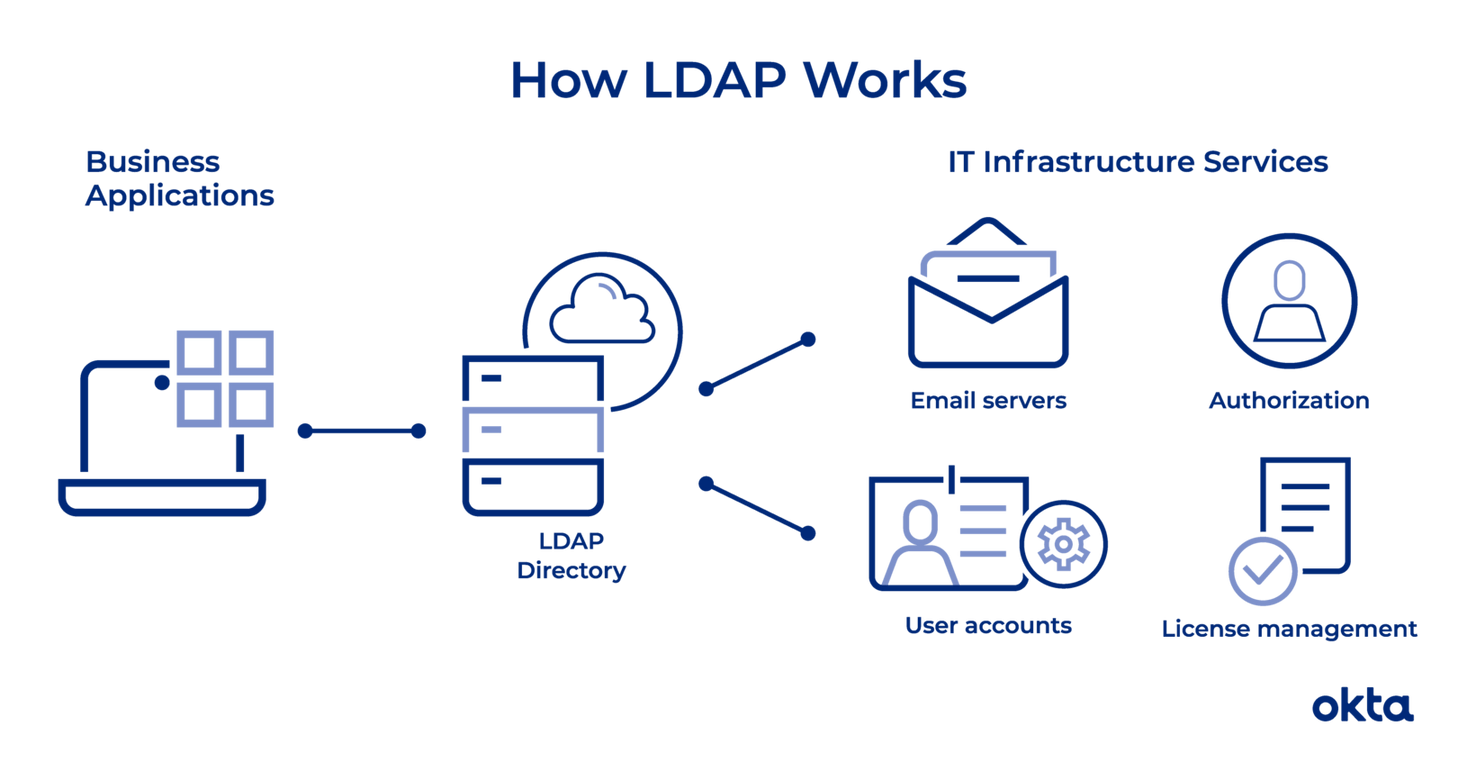 How LDAP Works
Business
Applications
IT Infrastructure Services
Email servers
Authorization
LDAP
Directory
User accounts
License management
okta